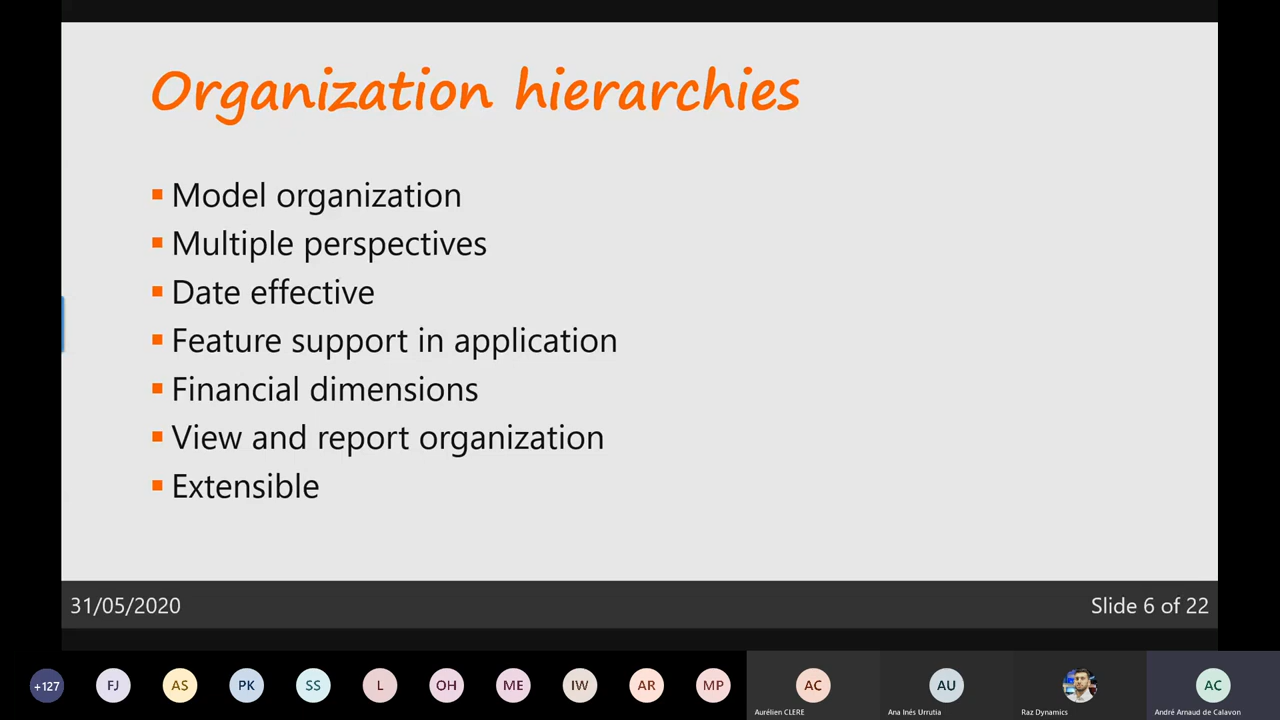 Organization hierarchies
Model organization
Multiple perspectives
Date effective
Feature support in application
Financial dimensions
View and report organization
Extensible
31/05/2020
Slide 6 of 22
+127
FJ
AS
PK
SS
L
OH
ME
IW
AR
MP
AC
AU
AC
Aurélien CLERE
Ana Inés Urrutia
Raz Dynamics
André Arnaud de Calavon